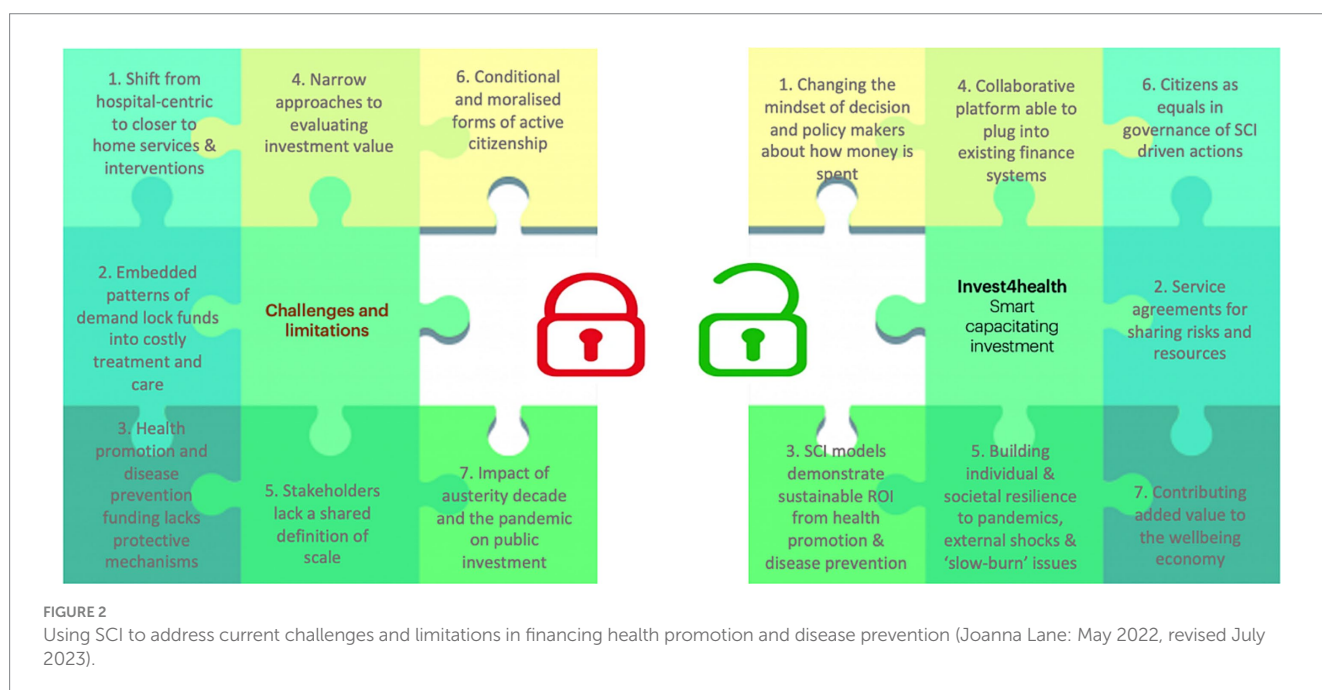 1. Shift from
hospital-centric
to closer to
home services &
interventions
4. Narrow
approaches to
evaluating
investment value
6. Conditional
and moralised
forms of active
citizenship
2. Embedded
patterns of
demand lock funds
into costly
treatment and
care
Challenges and
limitations
3. Health
promotion and
disease
prevention
funding lacks
protective
mechanisms
5. Stakeholders
lack a shared
definition of
scale
7. Impact of
austerity decade
and the pandemic
on public
investment
1. Changing the
mindset of decision
and policy makers
about how money is
spent
4. Collaborative
platform able to
plug into
existing finance
systems
6. Citizens as
equals in
governance of SCI
driven actions
Invest4health
Smart
capacitating
investment
2. Service
agreements for
sharing risks and
resources
3. SCI models
demonstrate
sustainable ROI
from health
promotion &
disease prevention
5. Building
individual &
societal resilience
to pandemics,
external shocks &
‘slow-burn’ issues
7. Contributing
added value to
the wellbeing
economy
FIGURE 2
Using SCI to address current challenges and limitations in financing health promotion and disease prevention (Joanna Lane: May 2022, revised July
2023).